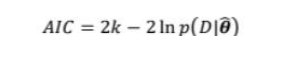 AIC = 2k − 2 ln p(D|θ̂)